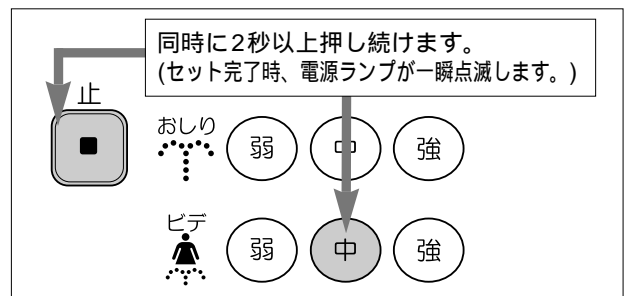 同時に2秒以上押し続けます。
(セット完了時、電源ランプが一瞬点滅します。)
止
おしり 弱 中 強
ビデ 弱 中 強